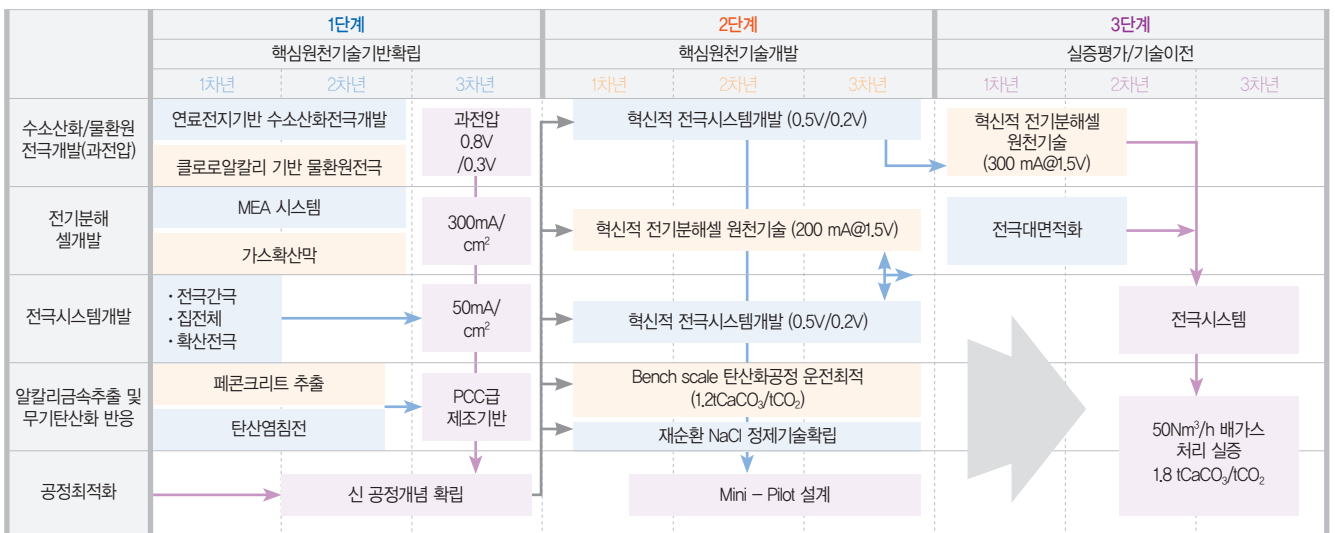 1단계
2단계
3단계
핵심원천기술기반확립
핵심원천기술개발
실증평가/기술이전
1차년
2차년
3차년
1차년
2차년
3차년
1차년
2차년
3차년
수소산화/물환원
전극개발(과전압)
연료전지기반 수소산화전극개발
클로로알칼리 기반 물환원전극
과전압
0.8V
/0.3V
혁신적 전극시스템개발 (0.5V/0.2V)
혁신적 전기분해셀
원천기술
(300 mA@1.5V)
전기분해
셀개발
MEA 시스템
가스확산막
300mA/
cm²
혁신적 전기분해셀 원천기술 (200 mA@1.5V)
전극대면적화
전극시스템개발
· 전극간극
· 집전체
· 확산전극
50mA/
cm²
혁신적 전극시스템개발 (0.5V/0.2V)
전극시스템
알칼리금속추출 및
무기탄산화 반응
페콘크리트 추출
탄산염침전
PCC급
제조기반
Bench scale 탄산화공정 운전최적
(1.2tCaCO₃/tCO₂)
재순환 NaCl 정제기술확립
50Nm³/h 배가스
처리 실증
1.8 tCaCO₃/tCO₂
공정최적화
신 공정개념 확립
Mini – Pilot 설계